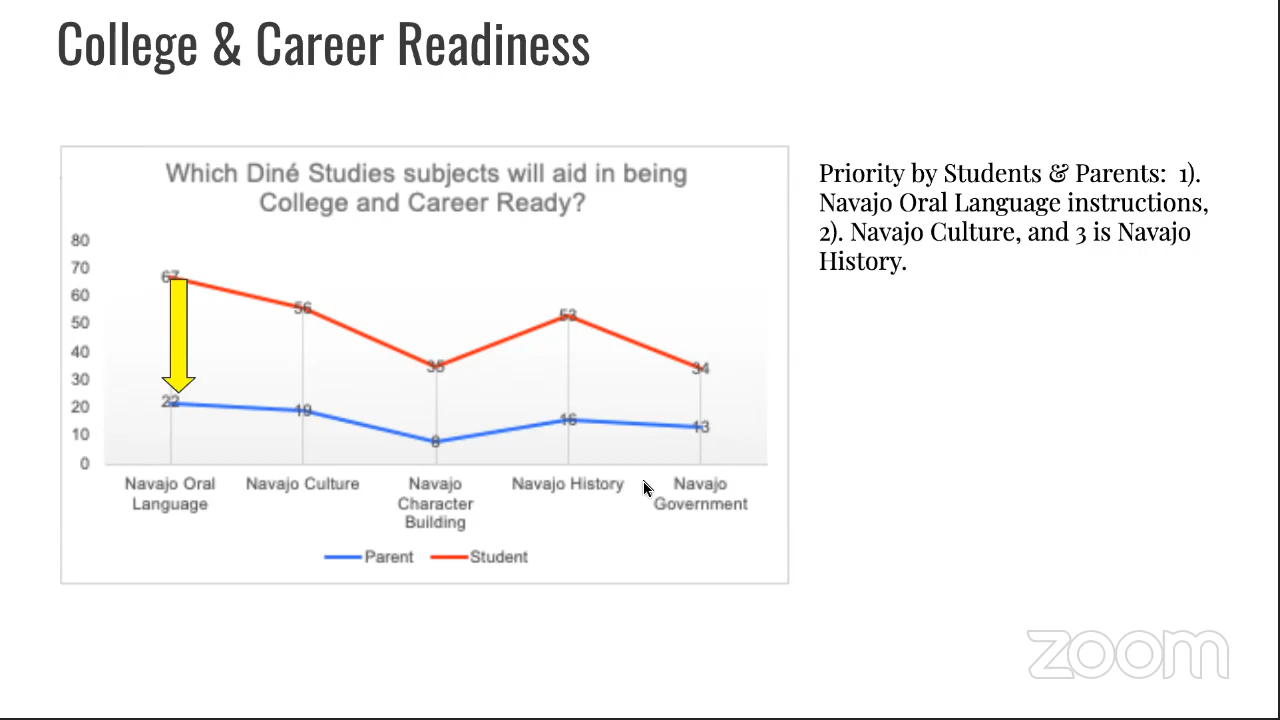 College & Career Readiness
Which Diné Studies subjects will aid in being
College and Career Ready?
80
70
60
50
40
30
20
10
0
67
56
35
53
34
22
19
8
16
13
Navajo Oral
Language
Navajo Culture
Navajo
Character
Building
Navajo History
Navajo
Government
Parent
Student
Priority by Students & Parents: 1).
Navajo Oral Language instructions,
2). Navajo Culture, and 3 is Navajo
History.
zoom